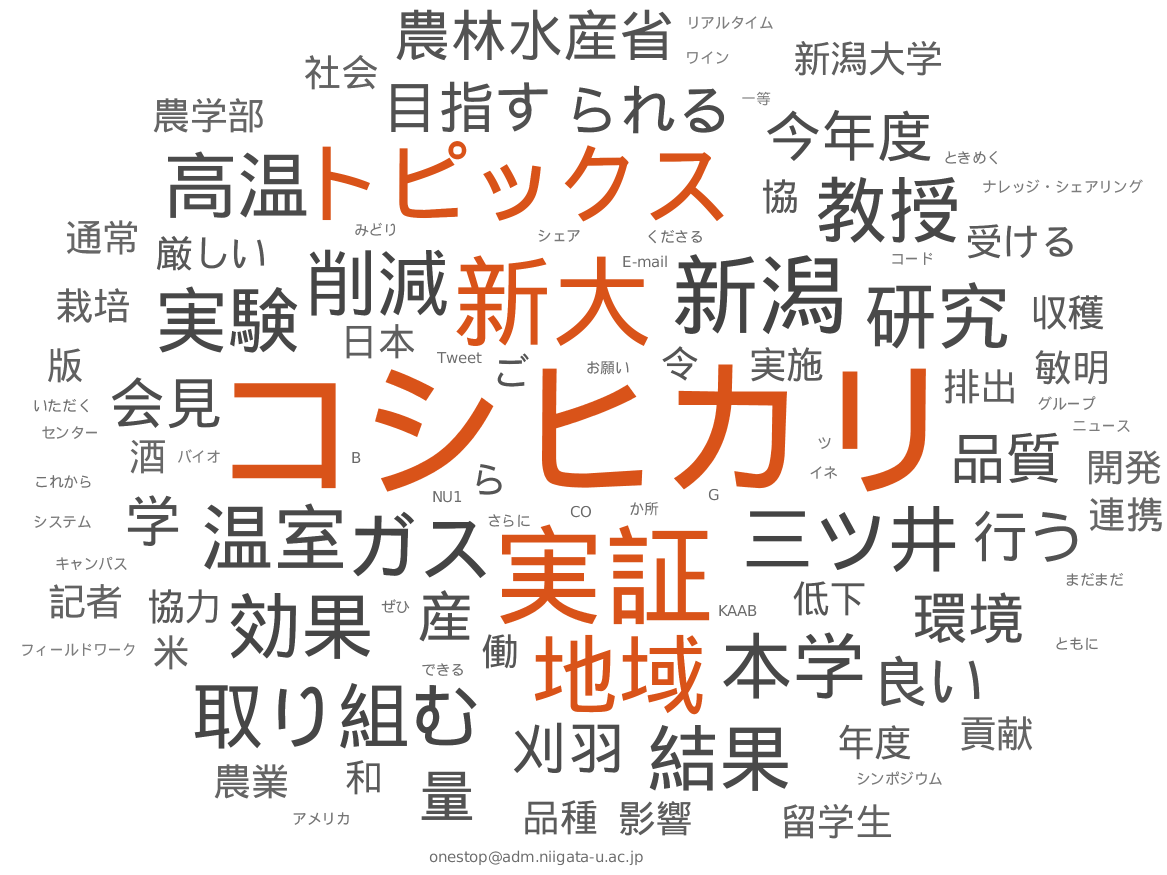 農林水産省
リアルタイム
ワイン
新潟大学
社会
目指す
られる
一等
農学部
今年度
ときめく
高温
トピックス
協
教授
ナレッジ・シェアリング
通常
厳しい
みどり
シェア
くださる
受ける
コード
削減
新大
E-mail
新潟
栽培
実験
研究
収穫
日本
Tweet
ご
お願い
令
実施
版
敏明
排出
会見
コシヒカリ
いただく
グループ
センター
酒
バイオ
B
ツ
イネ
ニュース
品質
開発
これから
ら
NU1
G
学
システム
温室
ガス
さらに
CO
か所
三ツ井
行う
連携
キャンパス
実証
まだまだ
記者
協力
効果
ぜひ
産
KAAB
低下
環境
フィールドワーク
米
働
できる
地域
本学
良い
ともに
取り組む
刈羽
結果
年度
貢献
農業
和
量
シンポジウム
アメリカ
品種
影響
留学生
onestop@adm.niigata-u.ac.jp